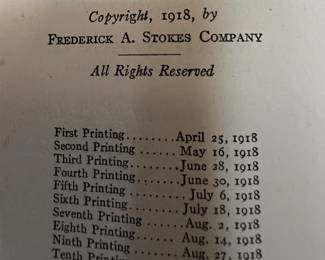 Copyright, 1918, by
FREDERICK A. STOKES COMPANY
All Rights Reserved
First Printing........April 25, 1918
Second Printing......May 16, 1918
Third Printing.......June 28, 1918
Fourth Printing......June 30, 1918
Fifth Printing.......July 6, 1918
Sixth Printing.......July 18, 1918
Seventh Printing.....Aug. 2, 1918
Eighth Printing......Aug. 14, 1918
Ninth Printing.......Aug. 27, 1918
Tenth Printing